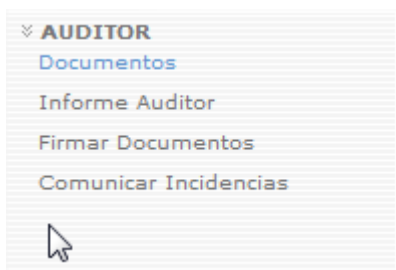 AUDITOR
Documentos
Informe Auditor
Firmar Documentos
Comunicar Incidencias